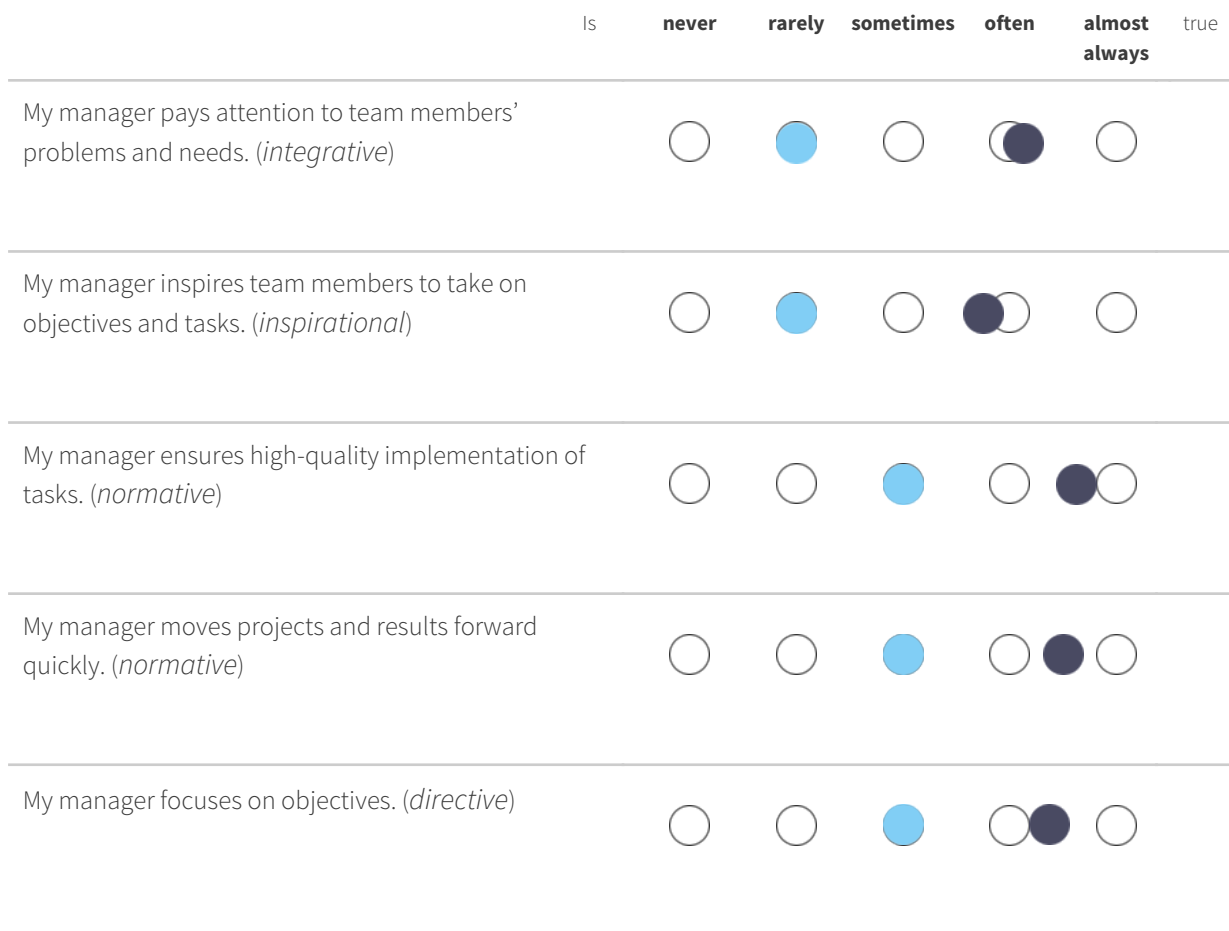 Is never rarely sometimes often almost always true
My manager pays attention to team members’
problems and needs. (integrative)
My manager inspires team members to take on
objectives and tasks. (inspirational)
My manager ensures high-quality implementation of
tasks. (normative)
My manager moves projects and results forward
quickly. (normative)
My manager focuses on objectives. (directive)